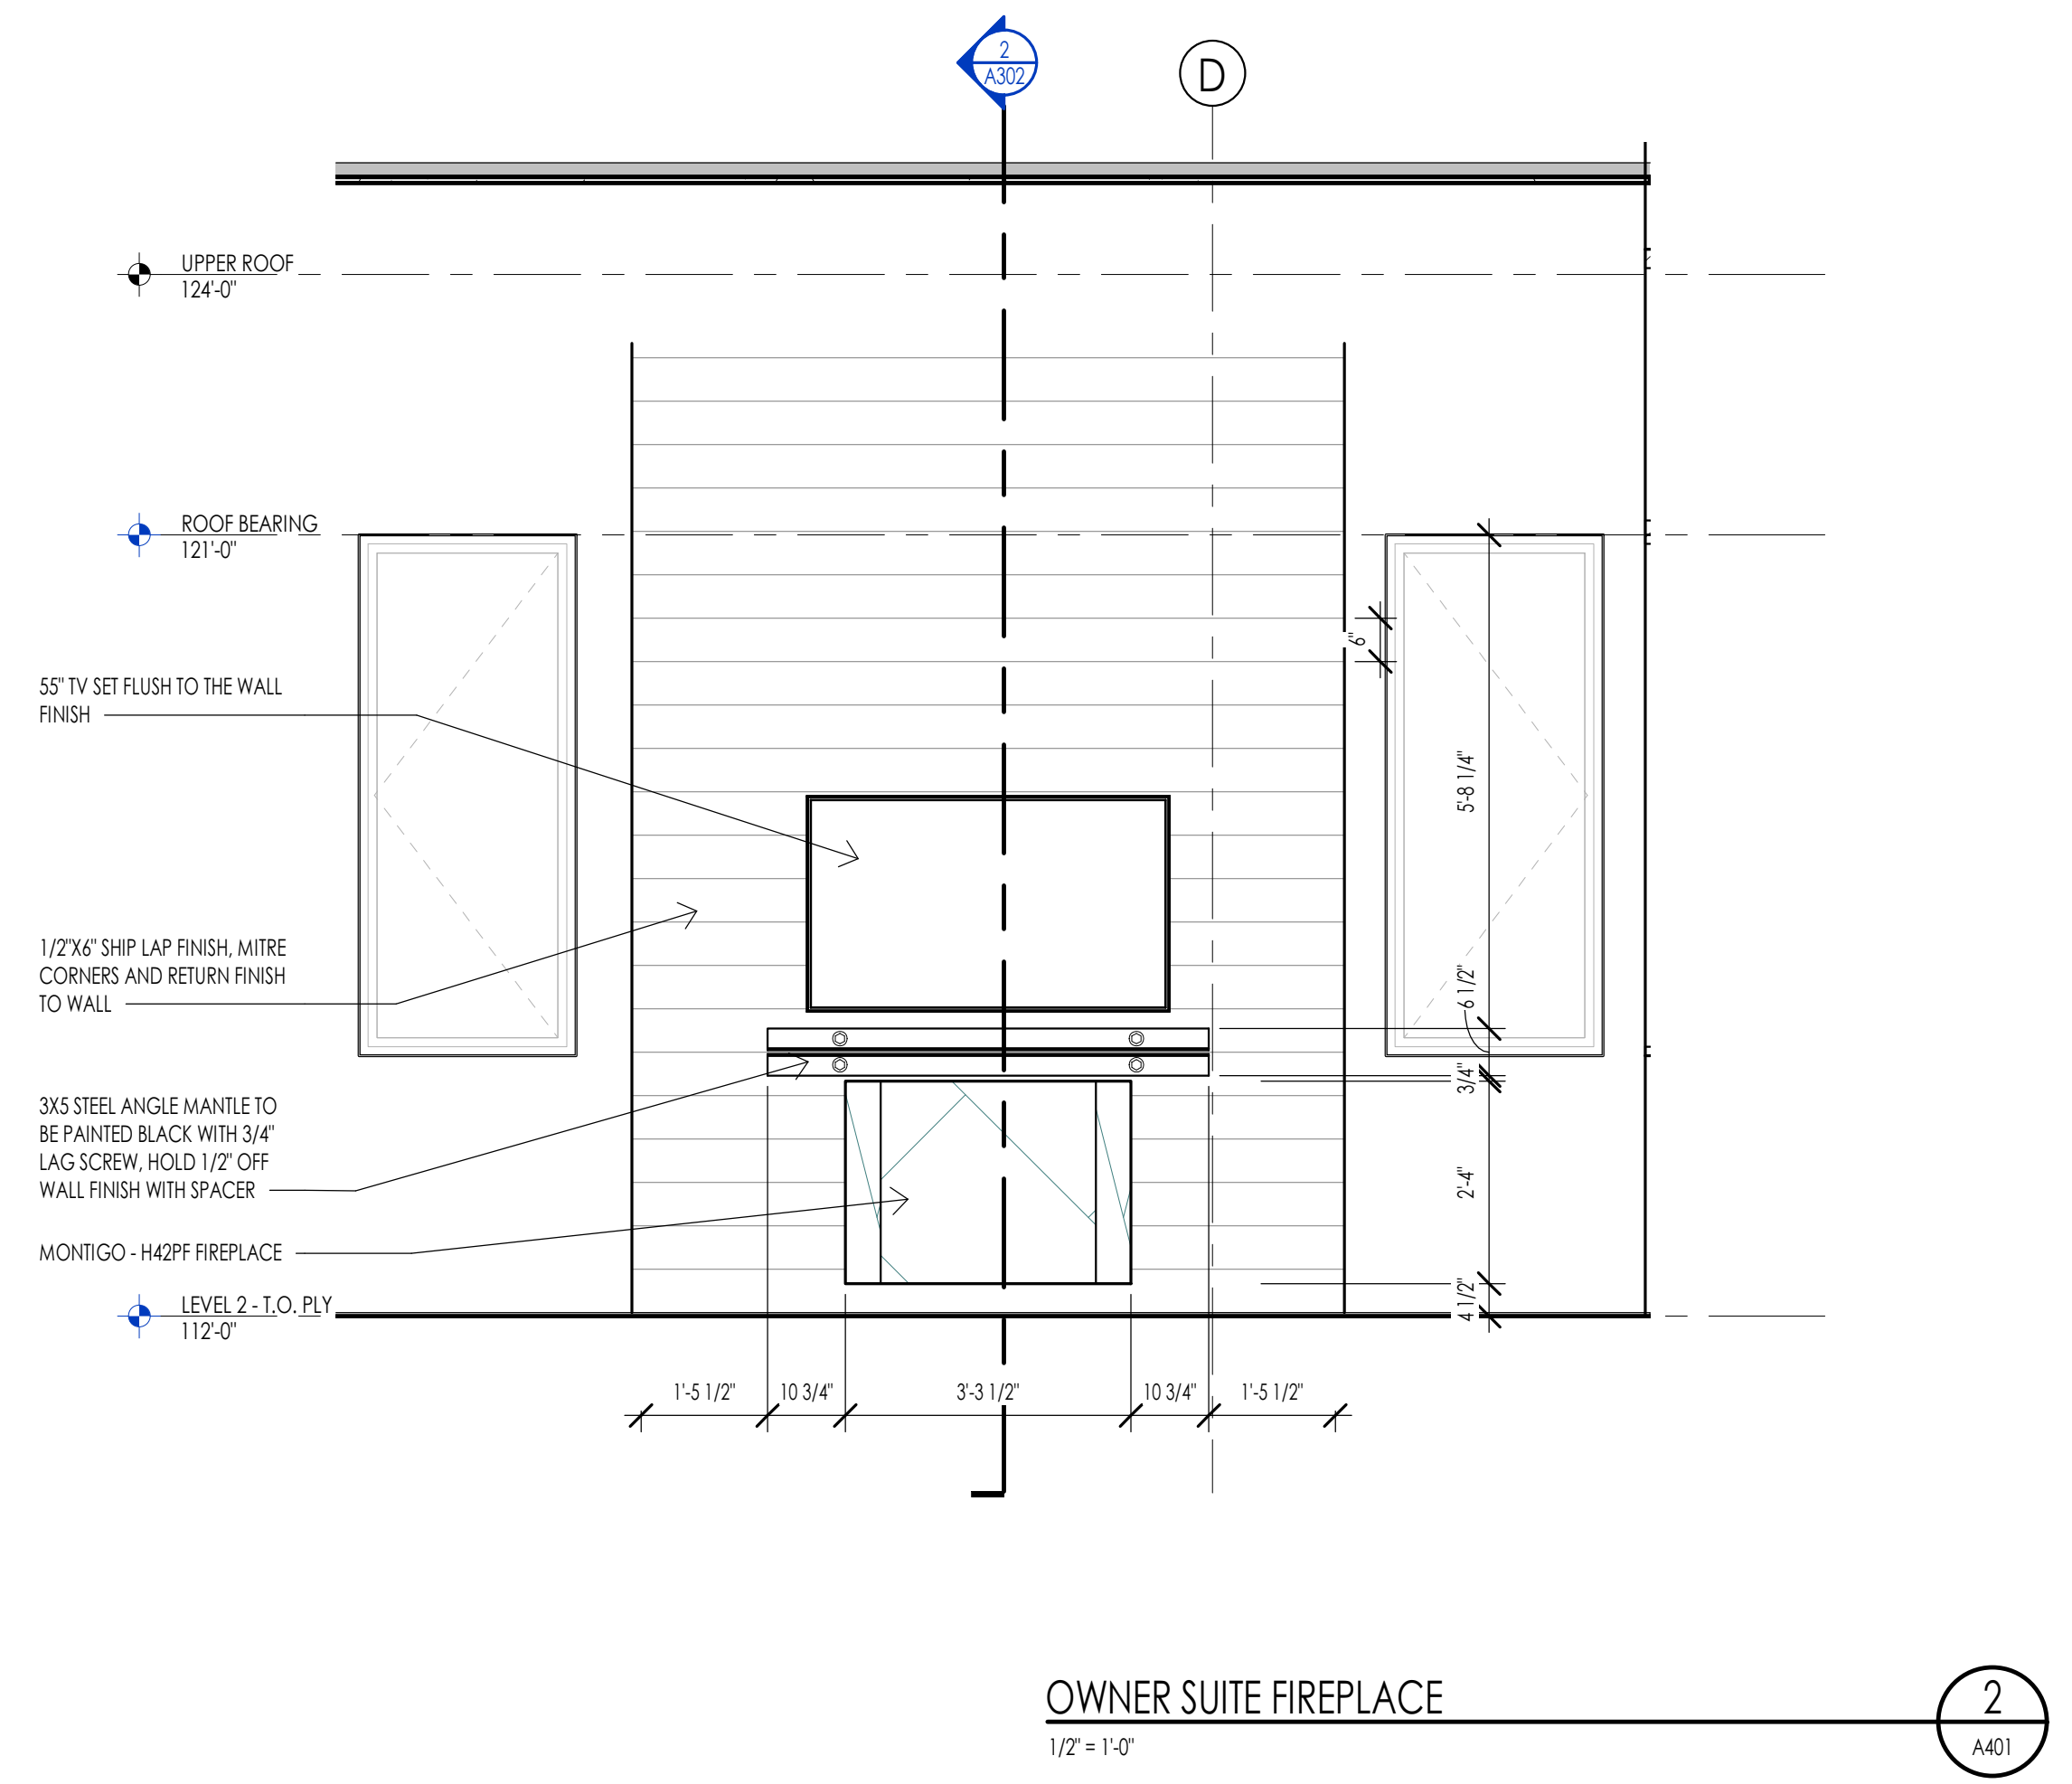 2
A302
D
UPPER ROOF
124'-0"
ROOF BEARING
121'-0"
6"
55" TV SET FLUSH TO THE WALL
FINISH
5'-8 1/4"
1/2"X6" SHIP LAP FINISH, MITRE
CORNERS AND RETURN FINISH
TO WALL
6 1/2"
3/4"
3X5 STEEL ANGLE MANTLE TO
BE PAINTED BLACK WITH 3/4"
LAG SCREW, HOLD 1/2" OFF
WALL FINISH WITH SPACER
2'-4"
MONTIGO - H42PF FIREPLACE
4 1/2"
LEVEL 2 - T.O. PLY
112'-0"
1'-5 1/2"
10 3/4"
3'-3 1/2"
10 3/4"
1'-5 1/2"
OWNER SUITE FIREPLACE
1/2" = 1'-0"
2
A401